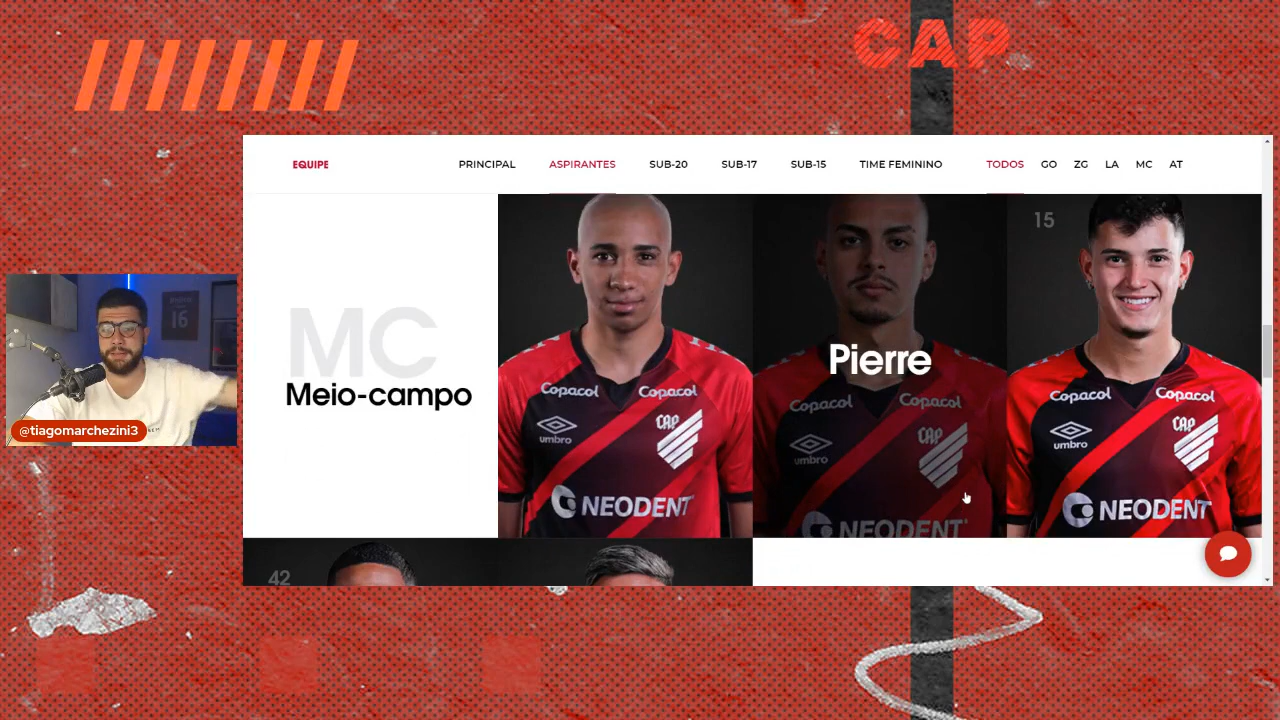 CAP
EQUIPE
PRINCIPAL
ASPIRANTES
SUB-20
SUB-17
SUB-15
TIME FEMININO
TODOS
GO
ZG
LA
MC
AT
MC
Meio-campo
Copacol
Copacol
umbro
CAP
NEODENT
Pierre
Copacol
Copacol
umbro
CAP
NEODENT
15
Copacol
Copacol
umbro
CAP
NEODENT
42
16
@tiagomarchezini3